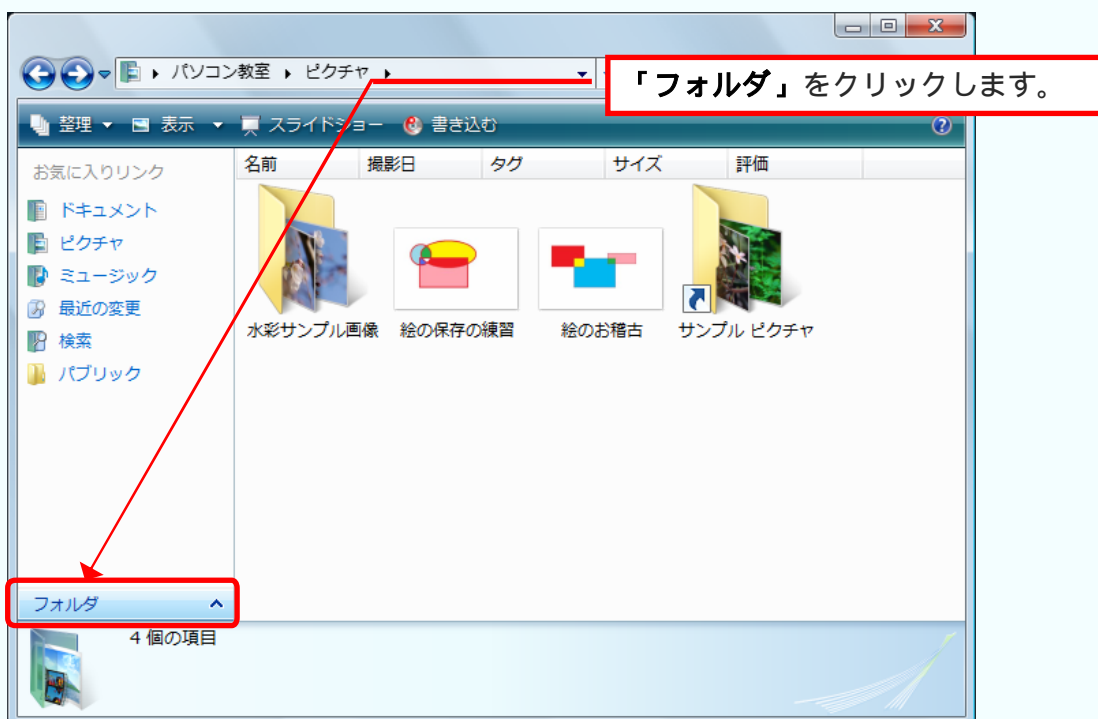 パソコン教室 ピクチャ
「フォルダ」をクリックします。
整理 表示 スライドショー 書き込む
お気に入りリンク
ドキュメント
ピクチャ
ミュージック
最近の変更
検索
パブリック
名前 撮影日 タグ サイズ 評価
水彩サンプル画像 絵の保存の練習 絵のお稽古 サンプル ピクチャ
フォルダ
4 個の項目